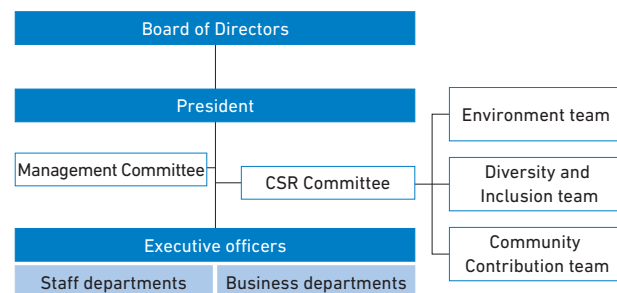 Board of Directors
President
Management Committee
CSR Committee
Executive officers
Staff departments
Business departments
Environment team
Diversity and
Inclusion team
Community
Contribution team